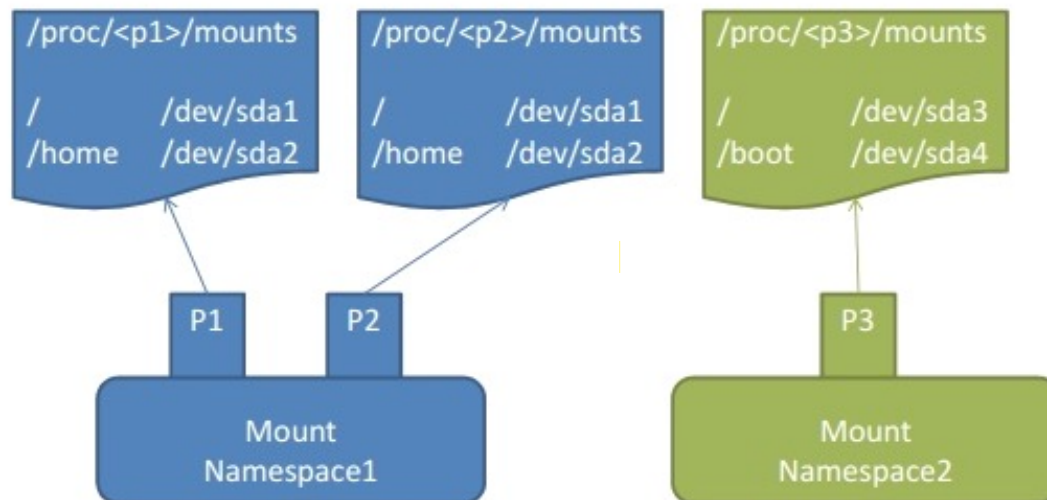 /proc/<p1>/mounts
/ /dev/sda1
/home /dev/sda2
/proc/<p2>/mounts
/ /dev/sda1
/home /dev/sda2
/proc/<p3>/mounts
/ /dev/sda3
/boot /dev/sda4
P1
P2
P3
Mount
Namespace1
Mount
Namespace2